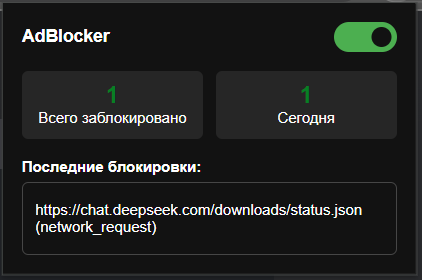 AdBlocker
1
Всего заблокировано
1
Сегодня
Последние блокировки:
https://chat.deepseek.com/downloads/status.json
(network_request)